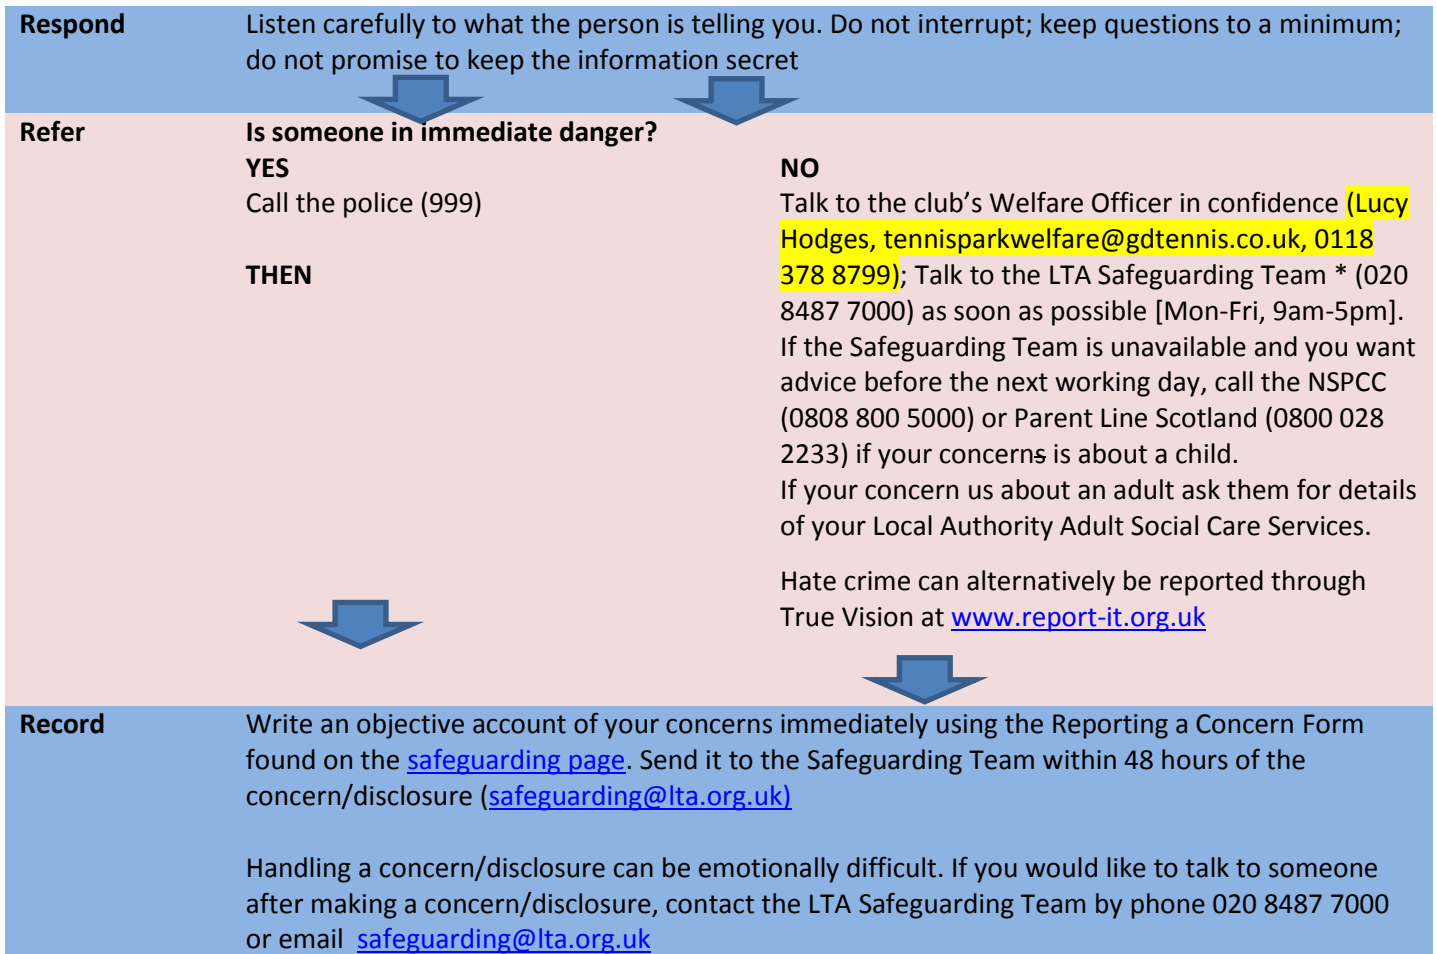 Respond
Listen carefully to what the person is telling you. Do not interrupt; keep questions to a minimum;
do not promise to keep the information secret
Refer
Is someone in immediate danger?
YES
Call the police (999)
THEN
NO
Talk to the club’s Welfare Officer in confidence (Lucy
Hodges, tennisparkwelfare@gdtennis.co.uk, 0118
378 8799); Talk to the LTA Safeguarding Team * (020
8487 7000) as soon as possible [Mon-Fri, 9am-5pm].
If the Safeguarding Team is unavailable and you want
advice before the next working day, call the NSPCC
(0808 800 5000) or Parent Line Scotland (0800 028
2233) if your concerns is about a child.
If your concern us about an adult ask them for details
of your Local Authority Adult Social Care Services.
Hate crime can alternatively be reported through
True Vision at www.report-it.org.uk
Record
Write an objective account of your concerns immediately using the Reporting a Concern Form
found on the safeguarding page. Send it to the Safeguarding Team within 48 hours of the
concern/disclosure (safeguarding@lta.org.uk)
Handling a concern/disclosure can be emotionally difficult. If you would like to talk to someone
after making a concern/disclosure, contact the LTA Safeguarding Team by phone 020 8487 7000
or email safeguarding@lta.org.uk